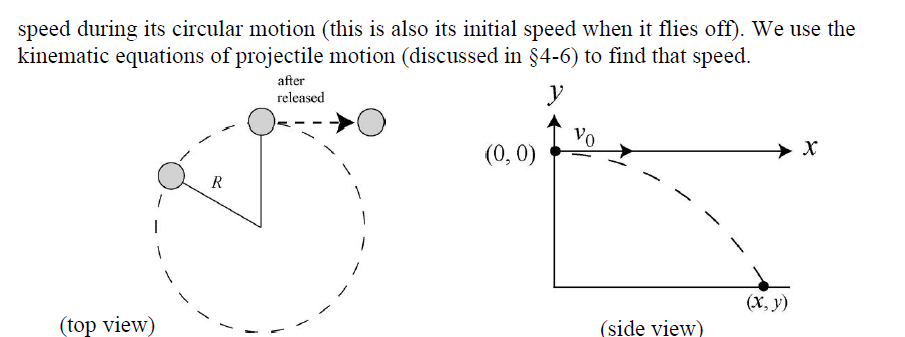 speed during its circular motion (this is also its initial speed when it flies off). We use the
kinematic equations of projectile motion (discussed in §4-6) to find that speed.
after
released
R
(top view)
y
v0
(0, 0)
x
(x, y)
(side view)